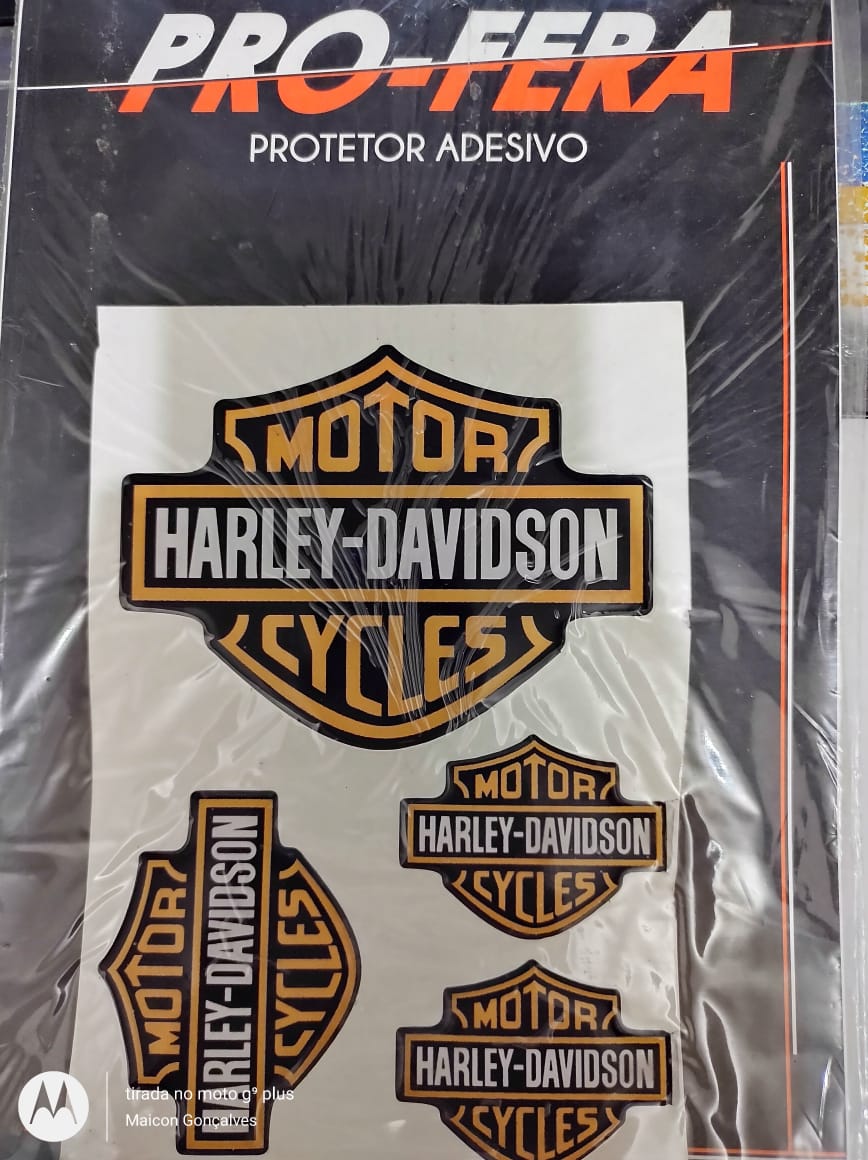 PRO-FERA
PROTETOR ADESIVO
MOTOR
HARLEY-DAVIDSON
CYCLES
MOTOR
HARLEY-DAVIDSON
CYCLES
MOTOR
HARLEY-DAVIDSON
CYCLES
MOTOR
HARLEY-DAVIDSON
CYCLES
tirada no moto g⁹ plus
Maicon Gonçalves